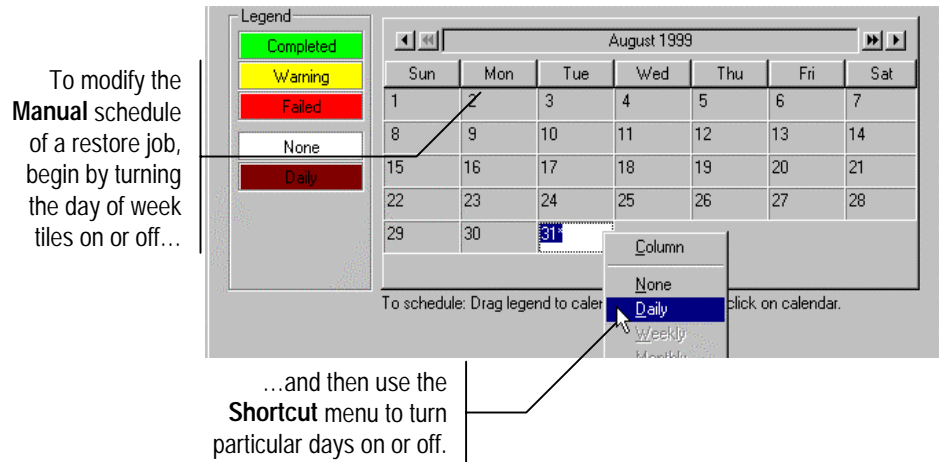 Legend
Completed
Warning
Failed
None
Daily
August 1999
Sun Mon Tue Wed Thu Fri Sat
1 2 3 4 5 6 7
8 9 10 11 12 13 14
15 16 17 18 19 20 21
22 23 24 25 26 27 28
29 30 31*
Column
None
Daily
Weekly
Monthly
To schedule: Drag legend to click on calendar.
To modify the
Manual schedule
of a restore job,
begin by turning
the day of week
tiles on or off…
…and then use the
Shortcut menu to turn
particular days on or off.